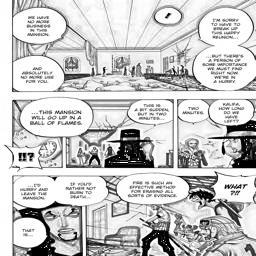 WE HAVE
NO MORE
BUSINESS
IN THIS
MANSION.
AND
ABSOLUTELY
NO MORE USE
FOR YOU.
!
I'M SORRY
TO HAVE TO
BREAK UP
THIS HAPPY
REUNION...
...BUT THERE'S
A PERSON OF
SOME
IMPORTANCE
WE MUST FIND
RIGHT NOW.
WE'RE IN
A HURRY.
...THIS MANSION
WILL GO UP IN A
BALL OF FLAMES.
THIS IS
A BIT SUDDEN,
BUT IN TWO
MINUTES...
TWO
MINUTES.
KALIFA,
HOW LONG
DO WE
HAVE
LEFT?
!!?
...I'D
HURRY AND
LEAVE THE
MANSION.
THAT
IS...
IF YOU'D
RATHER NOT
BURN TO
DEATH...
FIRE IS SUCH AN
EFFECTIVE METHOD
FOR ERASING ALL
SORTS OF EVIDENCE.
WHAT
?!!